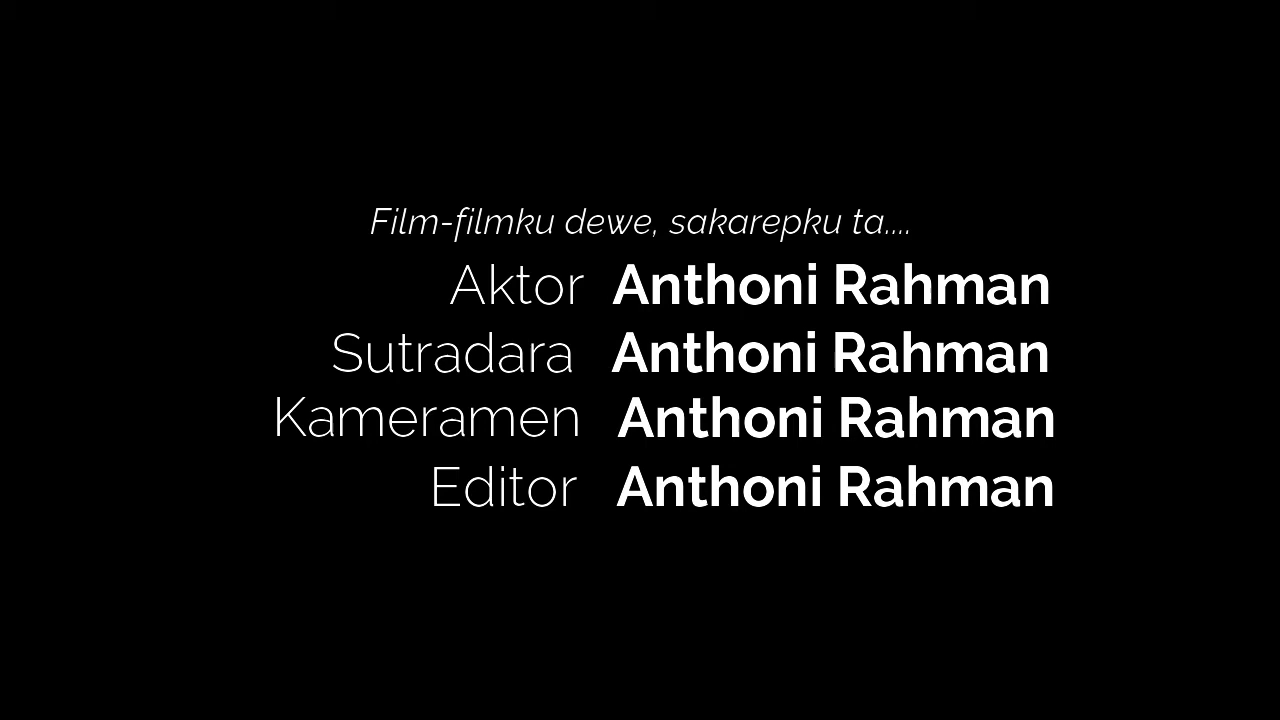 Film-filmku dewe, sakarepku ta....
Aktor Anthoni Rahman
Sutradara Anthoni Rahman
Kameramen Anthoni Rahman
Editor Anthoni Rahman